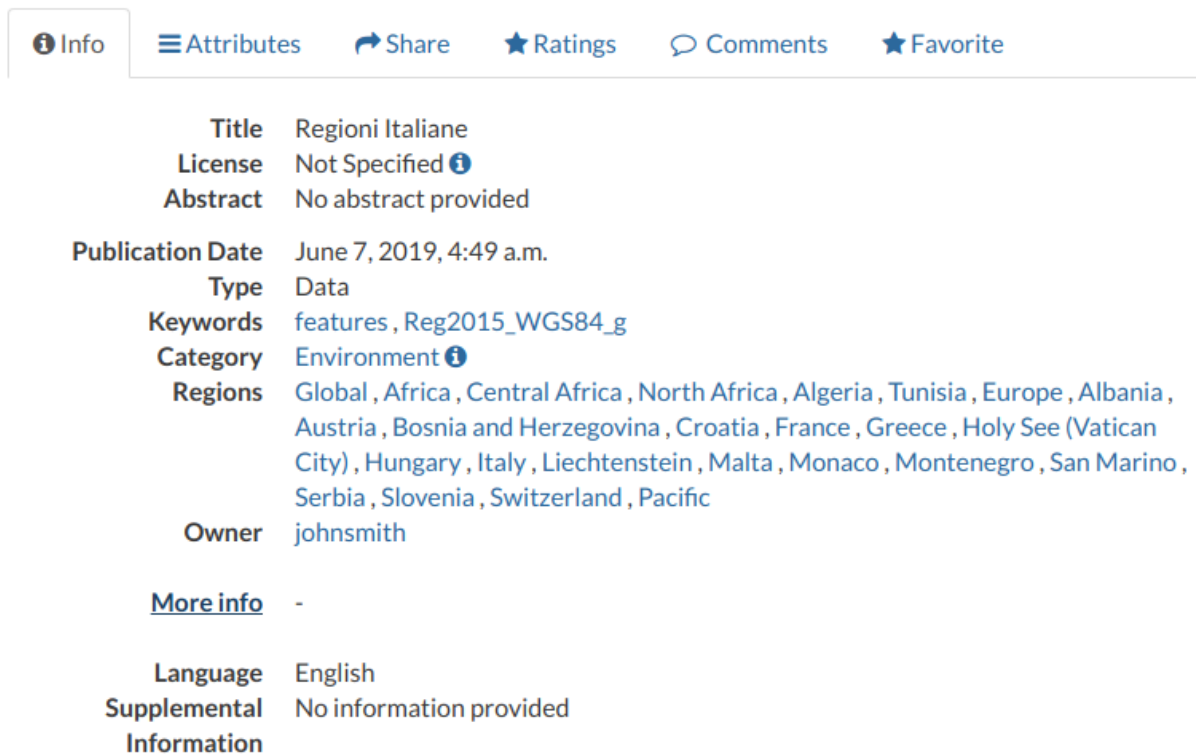 Info Attributes Share Ratings Comments Favorite
Title Regioni Italiane
License Not Specified
Abstract No abstract provided
Publication Date June 7, 2019, 4:49 a.m.
Type Data
Keywords features , Reg2015_WGS84_g
Category Environment
Regions Global , Africa , Central Africa , North Africa , Algeria , Tunisia , Europe , Albania ,
Austria , Bosnia and Herzegovina , Croatia , France , Greece , Holy See (Vatican
City) , Hungary , Italy , Liechtenstein , Malta , Monaco , Montenegro , San Marino ,
Serbia , Slovenia , Switzerland , Pacific
Owner johnsmith
More info -
Language English
Supplemental No information provided
Information